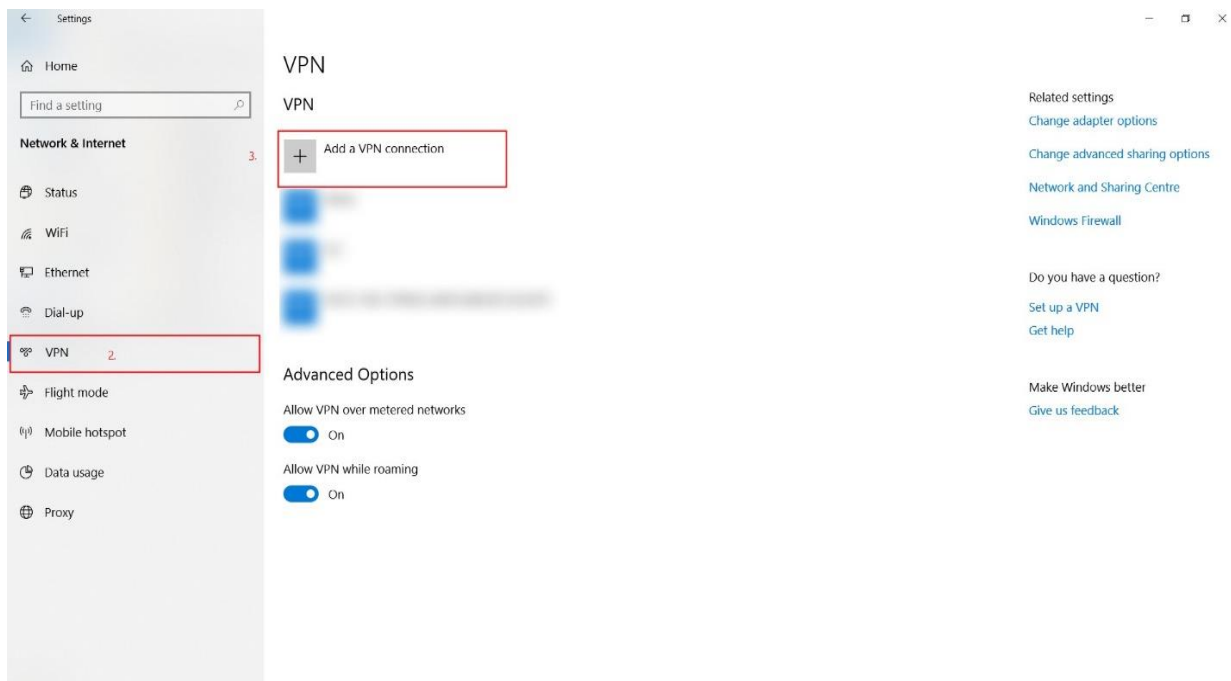 Settings
Home
Find a setting
Network & Internet
Status
WiFi
Ethernet
Dial-up
VPN 2.
Flight mode
Mobile hotspot
Data usage
Proxy
VPN
VPN
3.
Add a VPN connection
Advanced Options
Allow VPN over metered networks
On
Allow VPN while roaming
On
Related settings
Change adapter options
Change advanced sharing options
Network and Sharing Centre
Windows Firewall
Do you have a question?
Set up a VPN
Get help
Make Windows better
Give us feedback